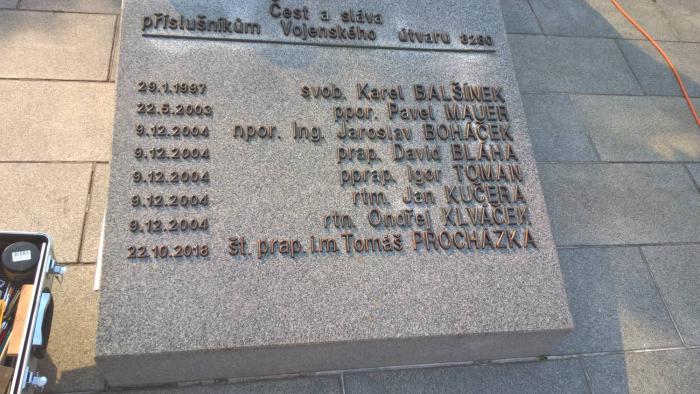 Čest a sláva
příslušníkům Vojenského útvaru 8280
29.1.1997 svob. Karel BALŠÍNEK
22.5.2003 ppor. Pavel MAUER
9.12.2004 npor. Ing. Jaroslav BOHÁČEK
9.12.2004 prap. David BLÁHA
9.12.2004 pprap. Igor TOMAN
9.12.2004 rtm. Jan KUČERA
9.12.2004 rtn. Ondřej KLVÁČEK
22.10.2018 št. prap. i.m. Tomáš PROCHÁZKA